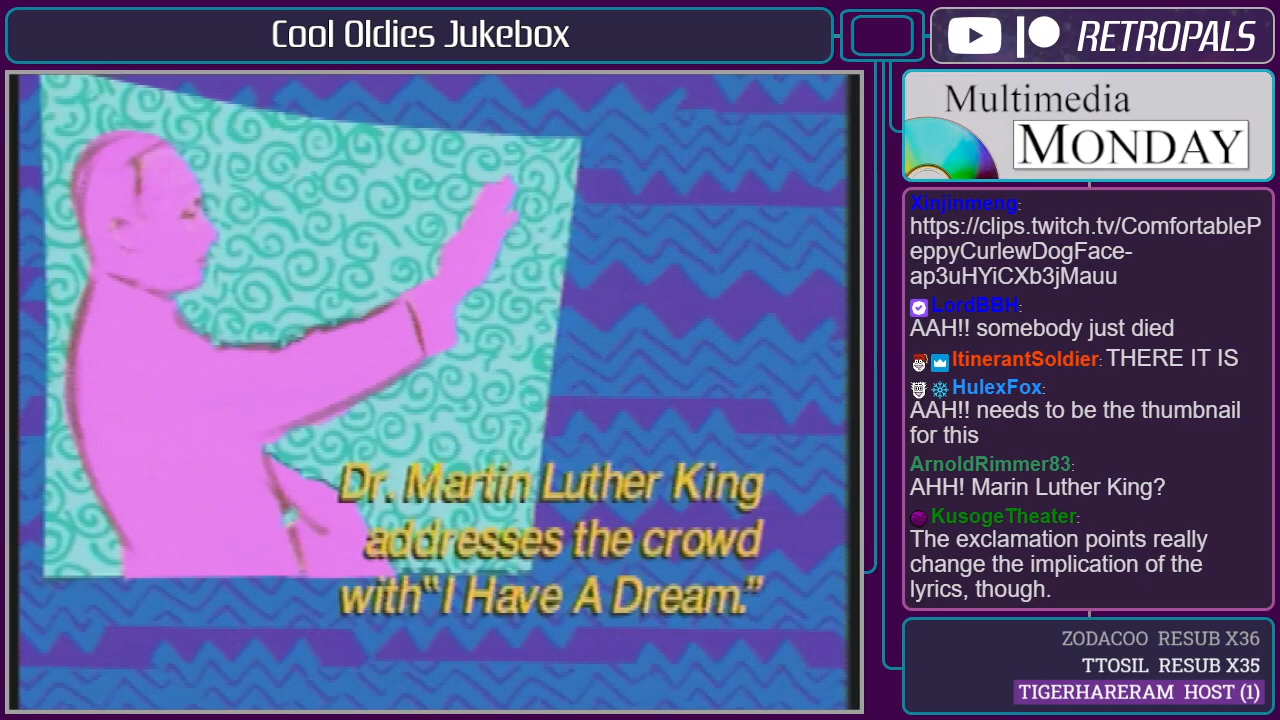 Cool Oldies Jukebox
RETROPALS
Multimedia
MONDAY
Dr. Martin Luther King
addresses the crowd
with“I Have A Dream.”
Xinjinmeng:
https://clips.twitch.tv/ComfortableP
eppyCurlewDogFace-
ap3uHYiCXb3jMauu
LordBBH:
AAH!! somebody just died
ItinerantSoldier: THERE IT IS
HulexFox:
AAH!! needs to be the thumbnail
for this
ArnoldRimmer83:
AHH! Marin Luther King?
KusogeTheater:
The exclamation points really
change the implication of the
lyrics, though.
ZODACOO RESUB X36
TTOSIL RESUB X35
TIGERHARERAM HOST (1)